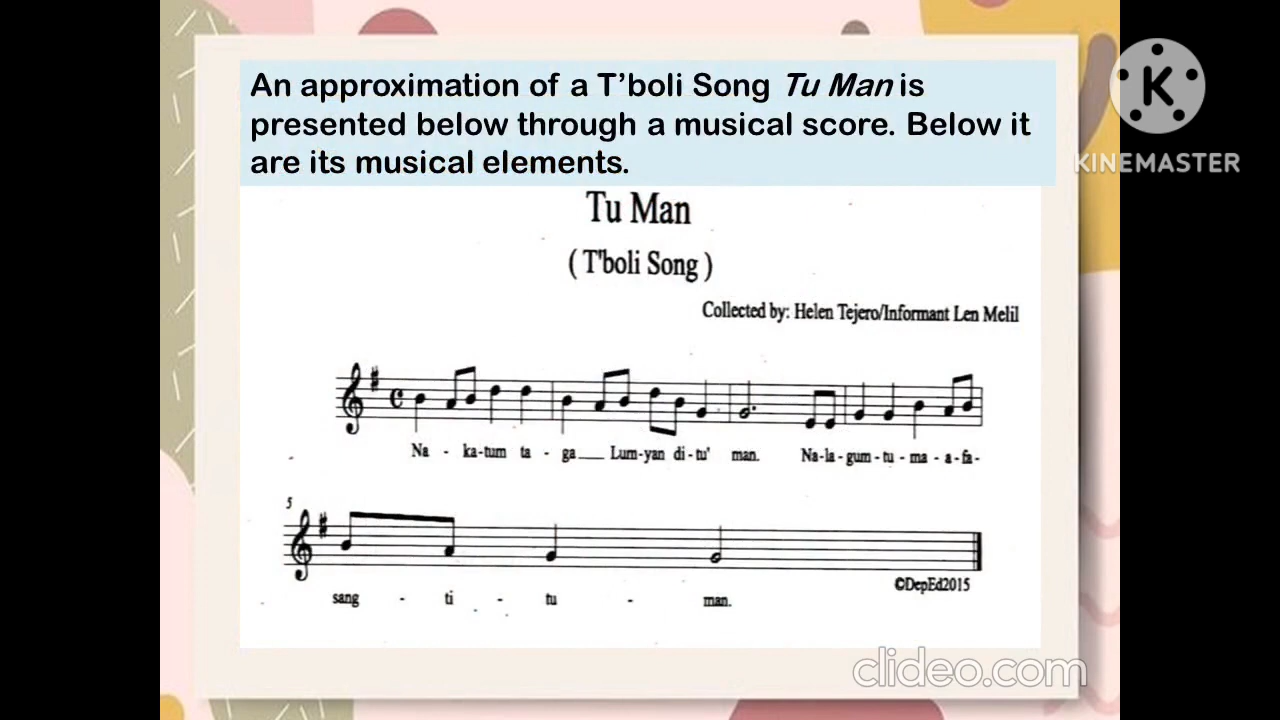 An approximation of a T'boli Song Tu Man is
presented below through a musical score. Below it
are its musical elements.
K
KINEMASTER
Tu Man
( T'boli Song )
Collected by: Helen Tejero/Informant Len Melil
Na - ka-tum ta - ga___ Lum-yan di-tu' man. Na-la-gum-tu-ma-a-fa-
5
sang - ti - tu - man.
©DepEd2015
clideo.com